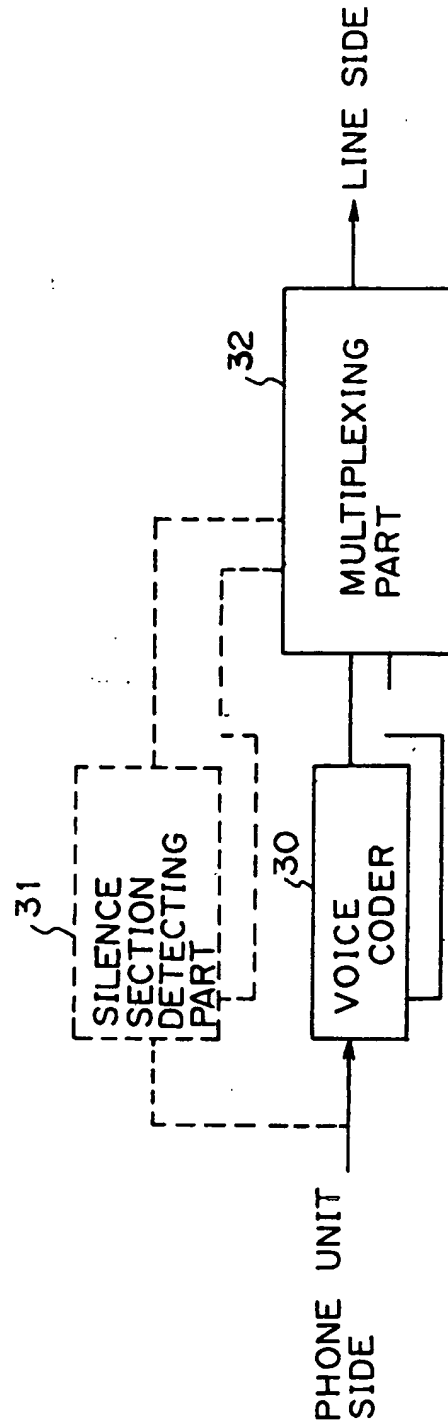 31
SILENCE
SECTION
DETECTING
PART
PHONE UNIT
SIDE
30
VOICE
CODER
32
MULTIPLEXING
PART
LINE SIDE